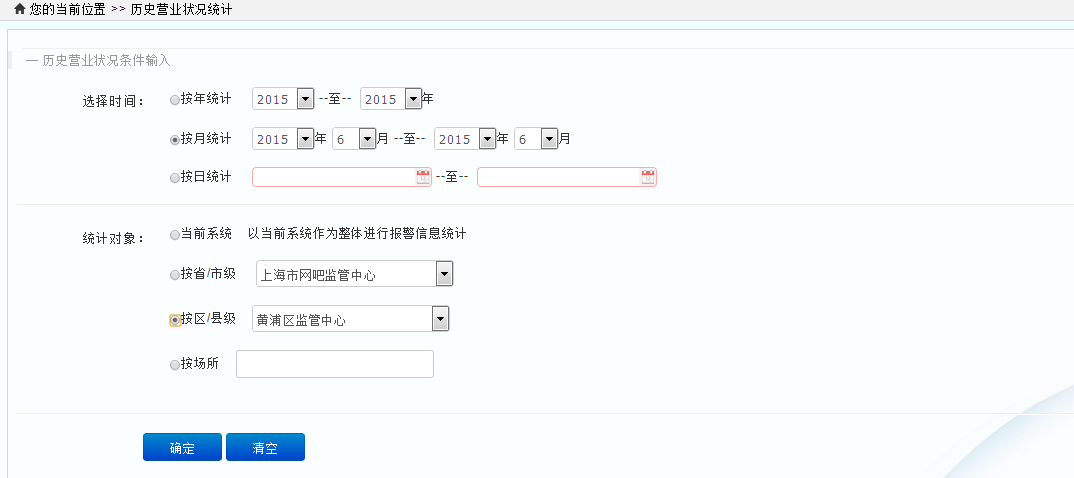 您的当前位置 >> 历史营业状况统计
— 历史营业状况条件输入
选择时间： 按年统计 2015 --至-- 2015 年
按月统计 2015 年 6 月 --至-- 2015 年 6 月
按日统计 --至--
统计对象： 当前系统 以当前系统作为整体进行报警信息统计
按省/市级 上海市网吧监管中心
按区/县级 黄浦区监管中心
按场所
确定 清空